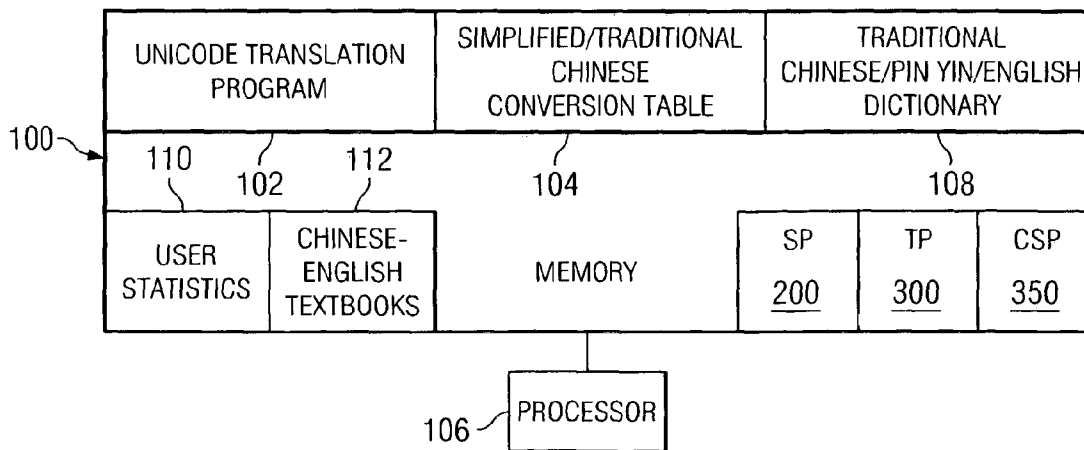 UNICODE TRANSLATION
PROGRAM
SIMPLIFIED/TRADITIONAL
CHINESE
CONVERSION TABLE
TRADITIONAL
CHINESE/PIN YIN/ENGLISH
DICTIONARY
100
110
102
112
104
108
USER
STATISTICS
CHINESE-
ENGLISH
TEXTBOOKS
MEMORY
SP
200
TP
300
CSP
350
106
PROCESSOR